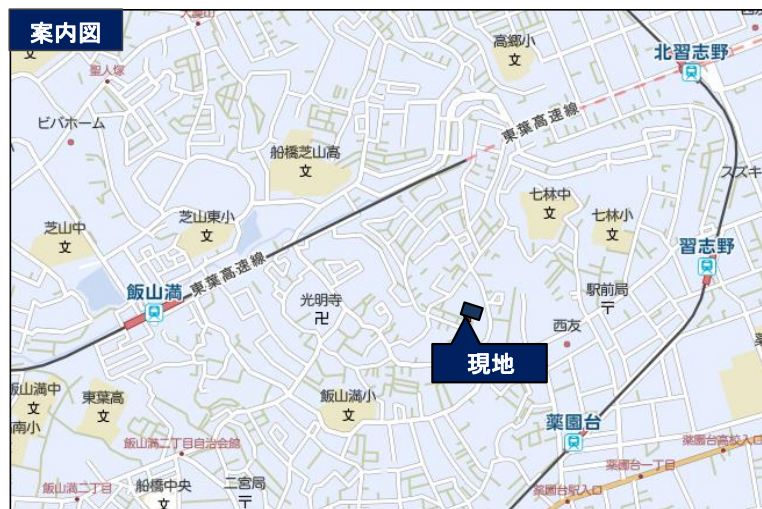 案内図
大農山
高郷小
文
北習志野
文
聖人塚
ビバホーム
東葉高速線
船橋芝山高
文
スズキ
七林中
文
七林小
文
芝山中
文
芝山東小
文
習志野
飯山満
東葉高速線
光明寺
卍
駅前局
〒
西友
現地
飯山満中
文
東葉高
文
南小
飯山満小
文
薬園台
飯山満二丁目自治会館
薬園台高校入口
薬園台一丁目
飯山満二丁目
船橋中央
文
二宮局
〒
薬園台駅入口